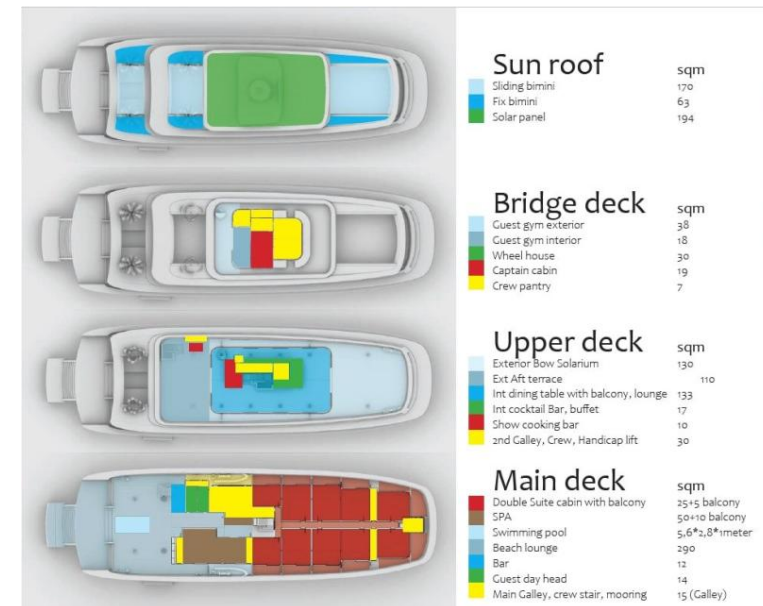 Sun roof sqm
Sliding bimini 170
Fix bimini 63
Solar panel 194
Bridge deck sqm
Guest gym exterior 38
Guest gym interior 18
Wheel house 30
Captain cabin 19
Crew pantry 7
Upper deck sqm
Exterior Bow Solarium 130
Ext Aft terrace 110
Int dining table with balcony, lounge 133
Int cocktail Bar, buffet 17
Show cooking bar 10
2nd Galley, Crew, Handicap lift 30
Main deck sqm
Double Suite cabin with balcony 25+5 balcony
SPA 50+10 balcony
Swimming pool 5,6*2,8*1meter
Beach lounge 290
Bar 12
Guest day head 14
Main Galley, crew stair, mooring 15 (Galley)